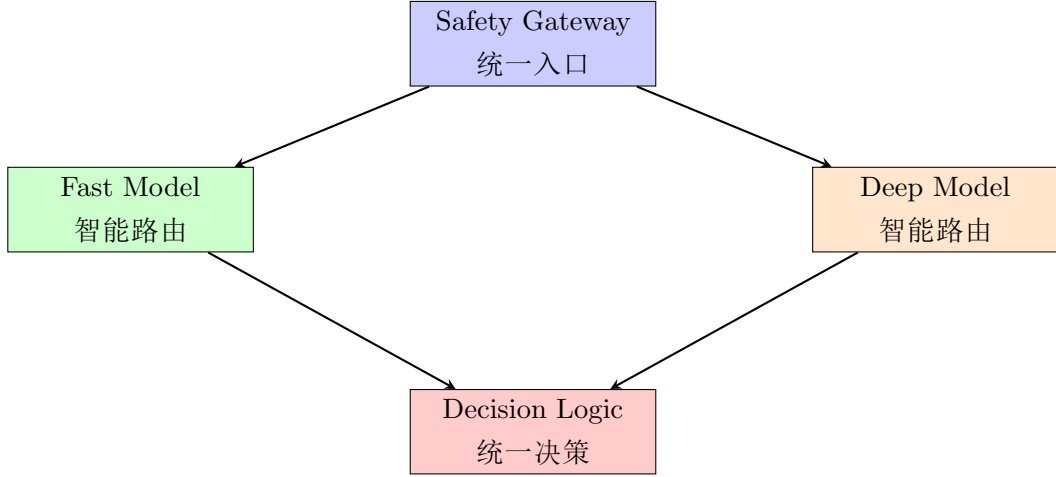 Safety Gateway
统一入口
Fast Model
智能路由
Deep Model
智能路由
Decision Logic
统一决策